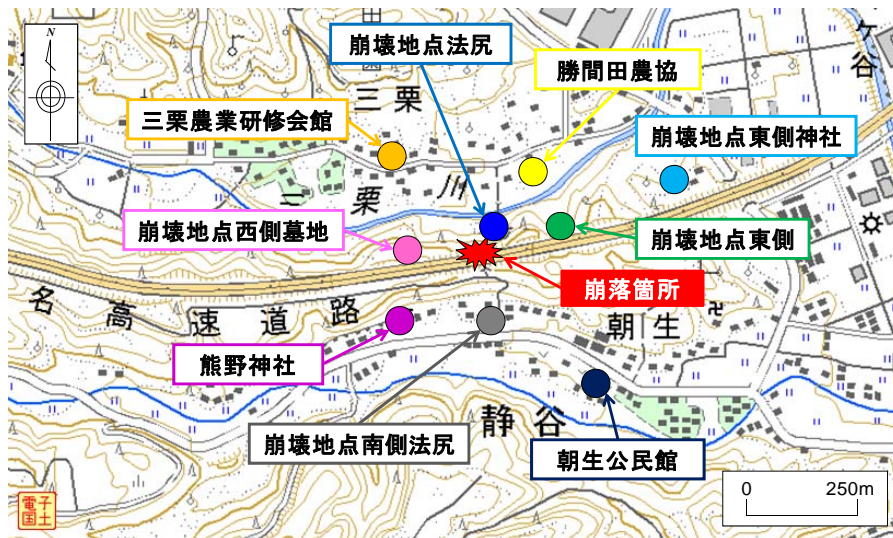 N
崩壊地点法尻
勝間田農協
ケ谷
三栗
三栗農業研修会館
崩壊地点東側神社
三栗川
崩壊地点西側墓地
崩壊地点東側
崩落箇所
名高速道路
朝生
熊野神社
静谷
崩壊地点南側法尻
朝生公民館
0 250m
電子
国土